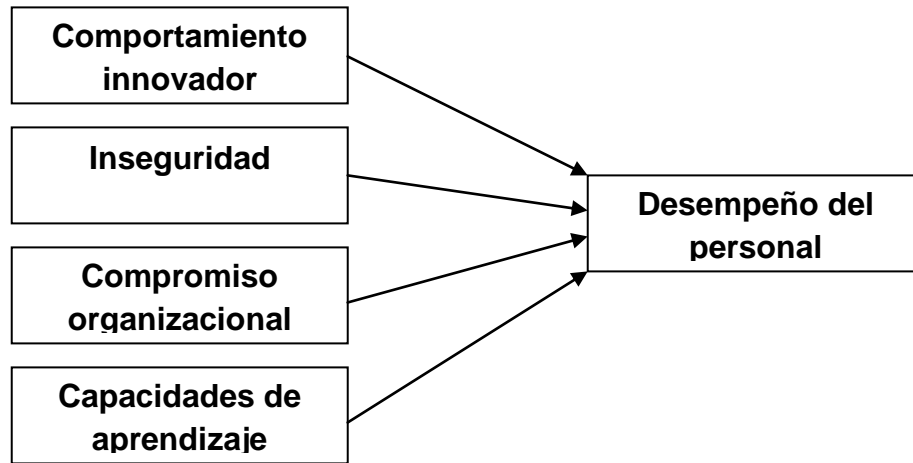 Comportamiento
innovador
Inseguridad
Compromiso
organizacional
Capacidades de
aprendizaje
Desempeño del
personal